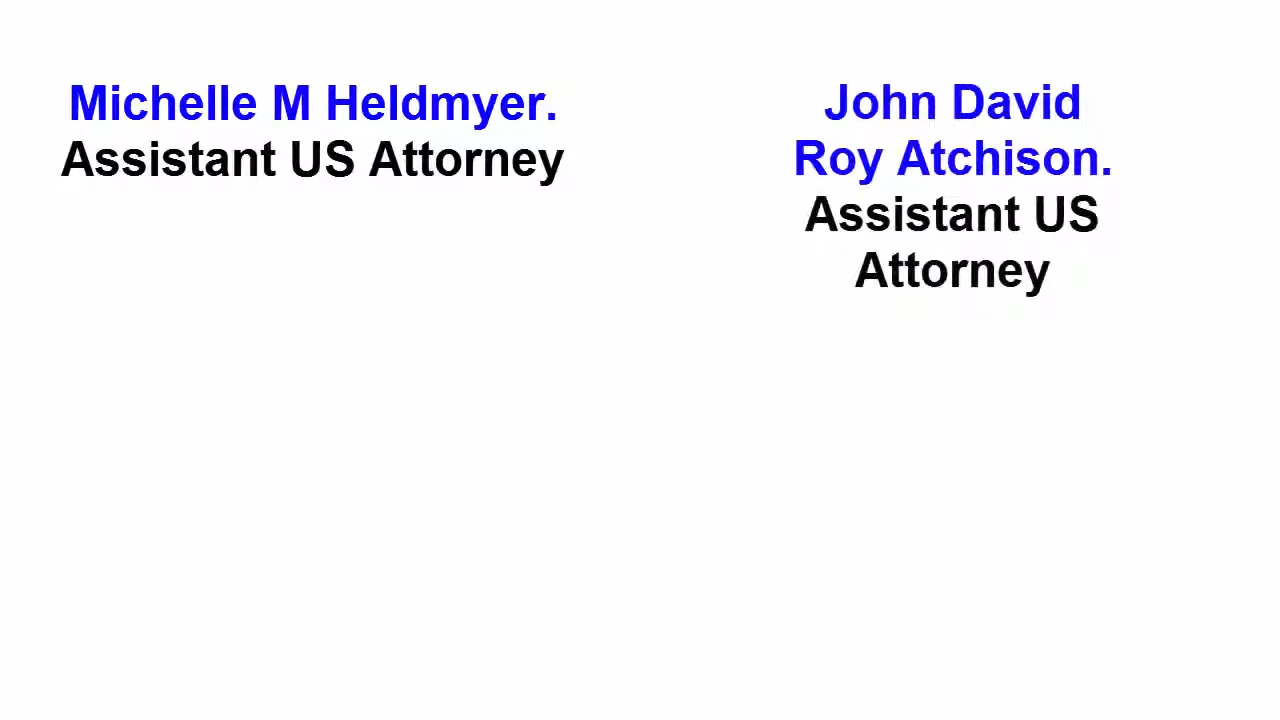 Michelle M Heldmyer.
Assistant US Attorney
John David
Roy Atchison.
Assistant US
Attorney